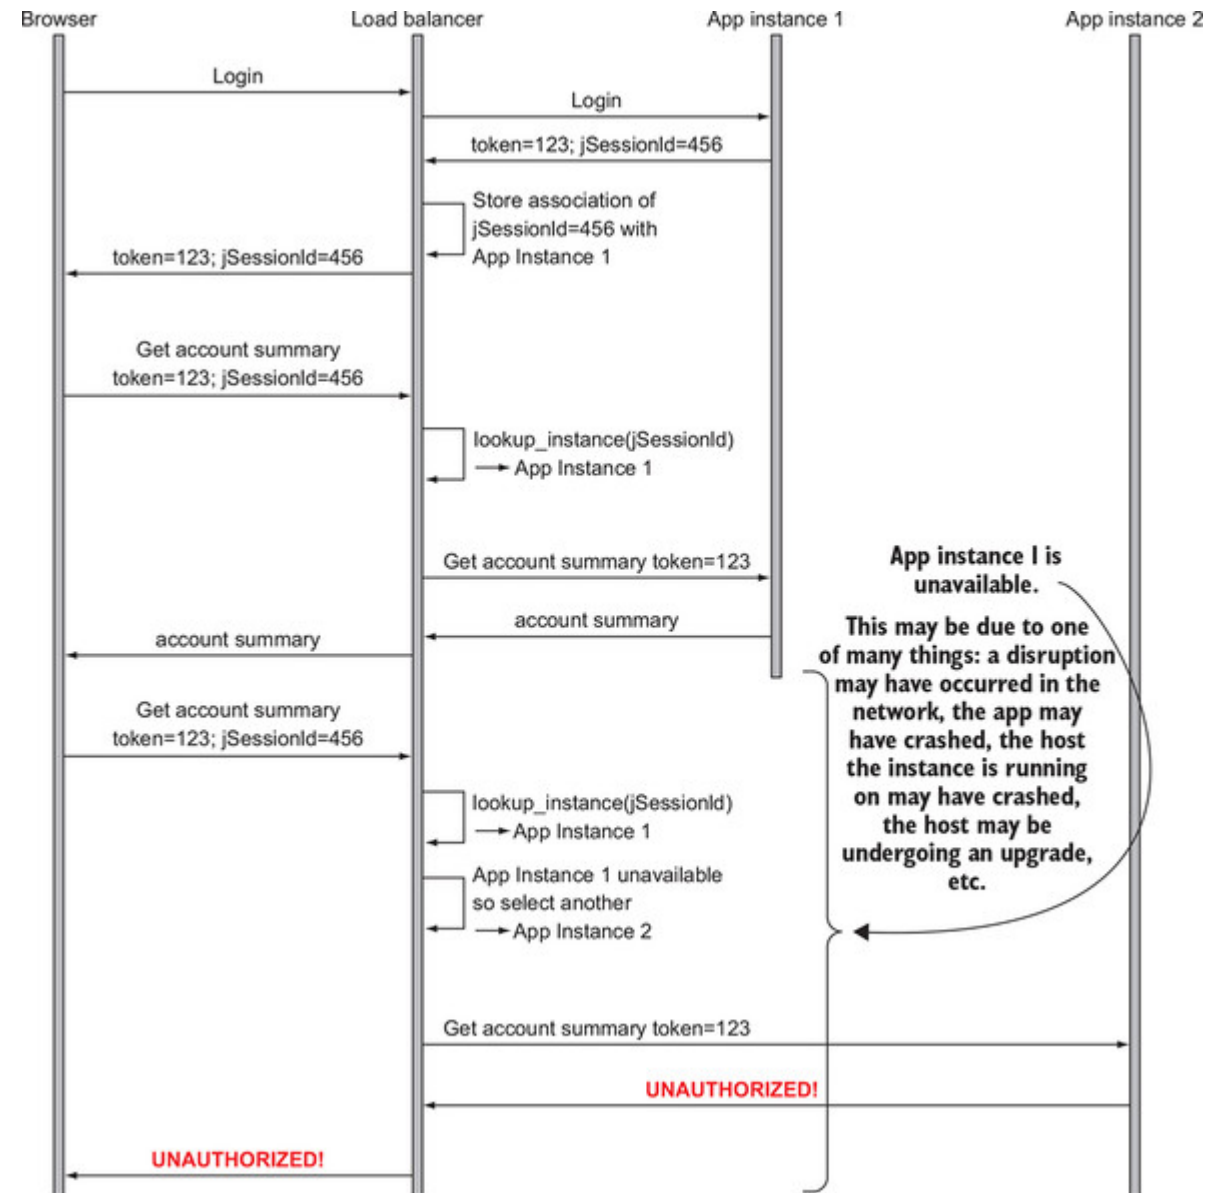 Browser
Load balancer
App instance 1
App instance 2
Login
Login
token=123; jSessionId=456
Store association of
jSessionId=456 with
App Instance 1
token=123; jSessionId=456
Get account summary
token=123; jSessionId=456
lookup_instance(jSessionId)
App Instance 1
Get account summary token=123
account summary
account summary
App instance 1 is
unavailable.
This may be due to one
of many things: a disruption
may have occurred in the
network, the app may
have crashed, the host
the instance is running
on may have crashed,
the host may be
undergoing an upgrade,
etc.
Get account summary
token=123; jSessionId=456
lookup_instance(jSessionId)
App Instance 1
App Instance 1 unavailable
so select another
App Instance 2
Get account summary token=123
UNAUTHORIZED!
UNAUTHORIZED!